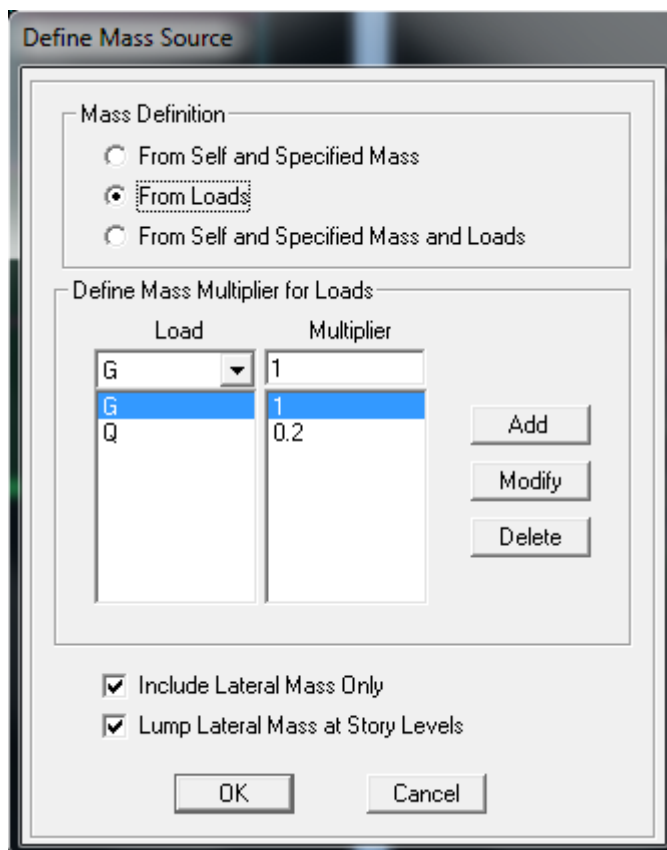 Define Mass Source
Mass Definition
From Self and Specified Mass
From Loads
From Self and Specified Mass and Loads
Define Mass Multiplier for Loads
Load Multiplier
G 1
G 1
Q 0.2
Add
Modify
Delete
Include Lateral Mass Only
Lump Lateral Mass at Story Levels
OK Cancel